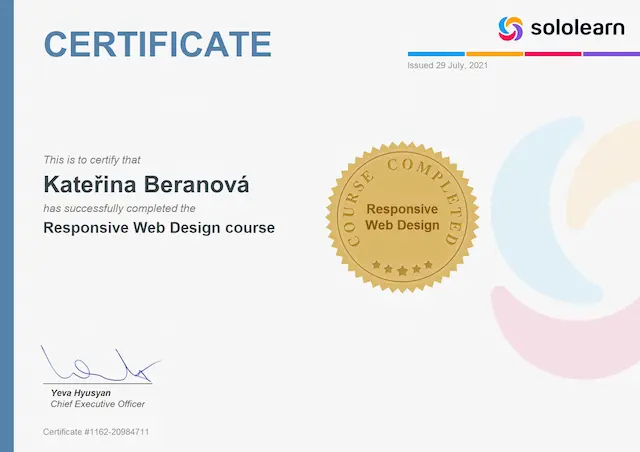 CERTIFICATE
sololearn
Issued 29 July, 2021
This is to certify that
Kateřina Beranová
has successfully completed the
Responsive Web Design course
COURSE COMPLETED
Responsive
Web Design
Yeva Hyusyan
Chief Executive Officer
Certificate #1162-20984711